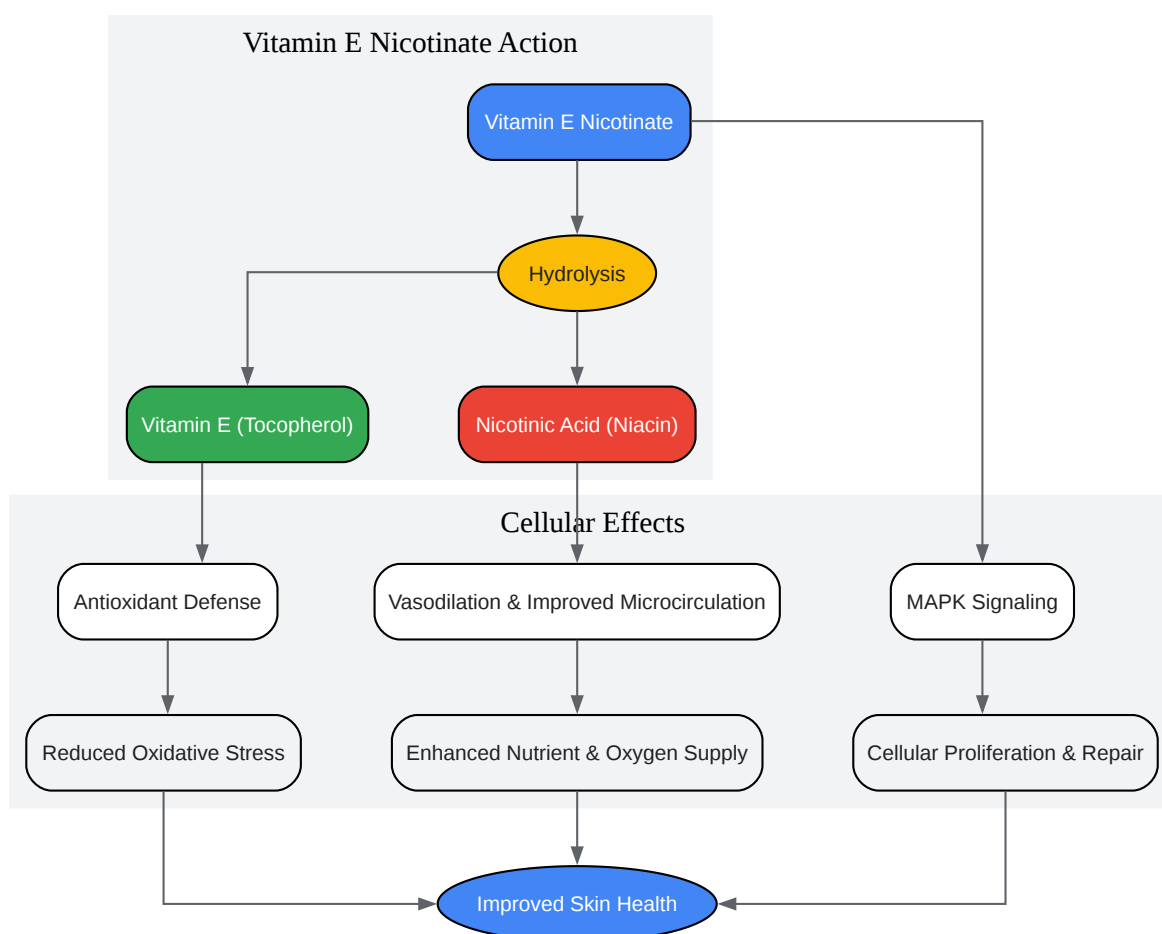 Vitamin E Nicotinate Action
Vitamin E Nicotinate
Hydrolysis
Vitamin E (Tocopherol)
Nicotinic Acid (Niacin)
Cellular Effects
Antioxidant Defense
Vasodilation & Improved Microcirculation
MAPK Signaling
Reduced Oxidative Stress
Enhanced Nutrient & Oxygen Supply
Cellular Proliferation & Repair
Improved Skin Health